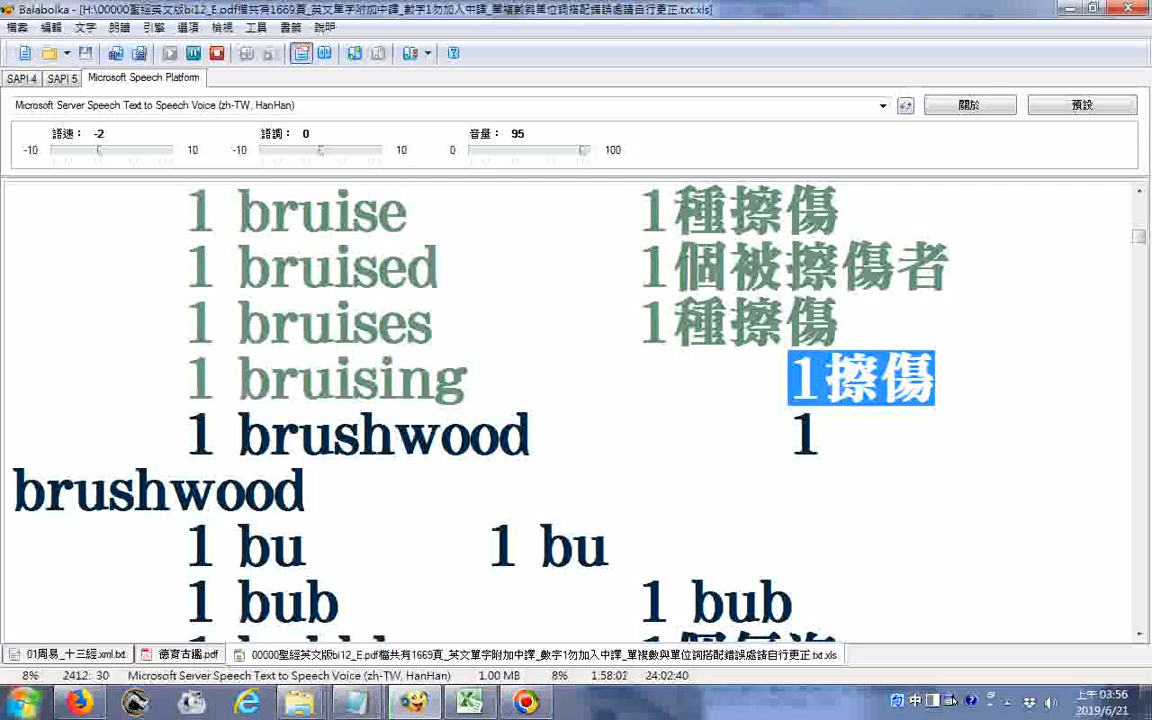 Balabolka - [H:\00000聖經英文版bi12_E.pdf檔共有1669頁_英文單字附加中譯_數字1勿加入中譯_單複數與單位詞搭配錯誤處請自行更正.txt.xls]
檔案 編輯 文字 朗讀 引擎 選項 檢視 工具 書籤 說明
SAPI 4 SAPI 5 Microsoft Speech Platform
Microsoft Server Speech Text to Speech Voice (zh-TW, HanHan) 關於 預設
語速： -2 語調： 0 音量： 95
-10 10 -10 10 0 100
1 bruise 1種擦傷
1 bruised 1個被擦傷者
1 bruises 1種擦傷
1 bruising 1擦傷
1 brushwood 1
brushwood
1 bu 1 bu
1 bub 1 bub
01周易_十三經.xml.txt 德育古鑑.pdf 00000聖經英文版bi12_E.pdf檔共有1669頁_英文單字附加中譯_數字1勿加入中譯_單複數與單位詞搭配錯誤處請自行更正.txt.xls
8% 2412: 30 Microsoft Server Speech Text to Speech Voice (zh-TW, HanHan) 1.00 MB 8% 1:58:02 24:02:40
中 上午 03:56
2019/6/21